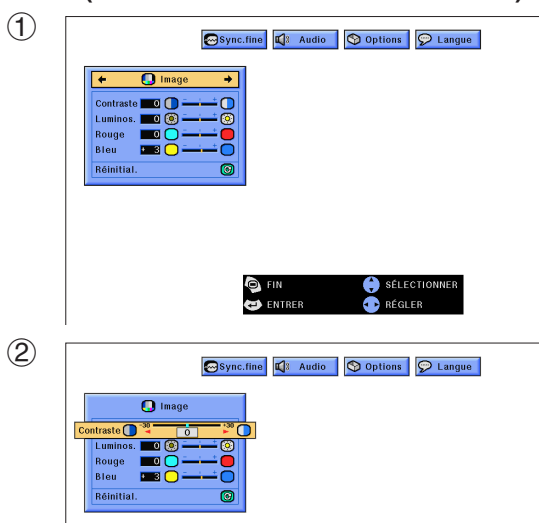 ①
Sync.fine Audio Options Langue
Image
Contraste 0
Luminos. 0
Rouge 0
Bleu + 3
Réinitial.
FIN SÉLECTIONNER
ENTRER RÉGLER
②
Sync.fine Audio Options Langue
Image
Contraste -30 0 +30
Luminos. 0
Rouge 0
Bleu + 3
Réinitial.